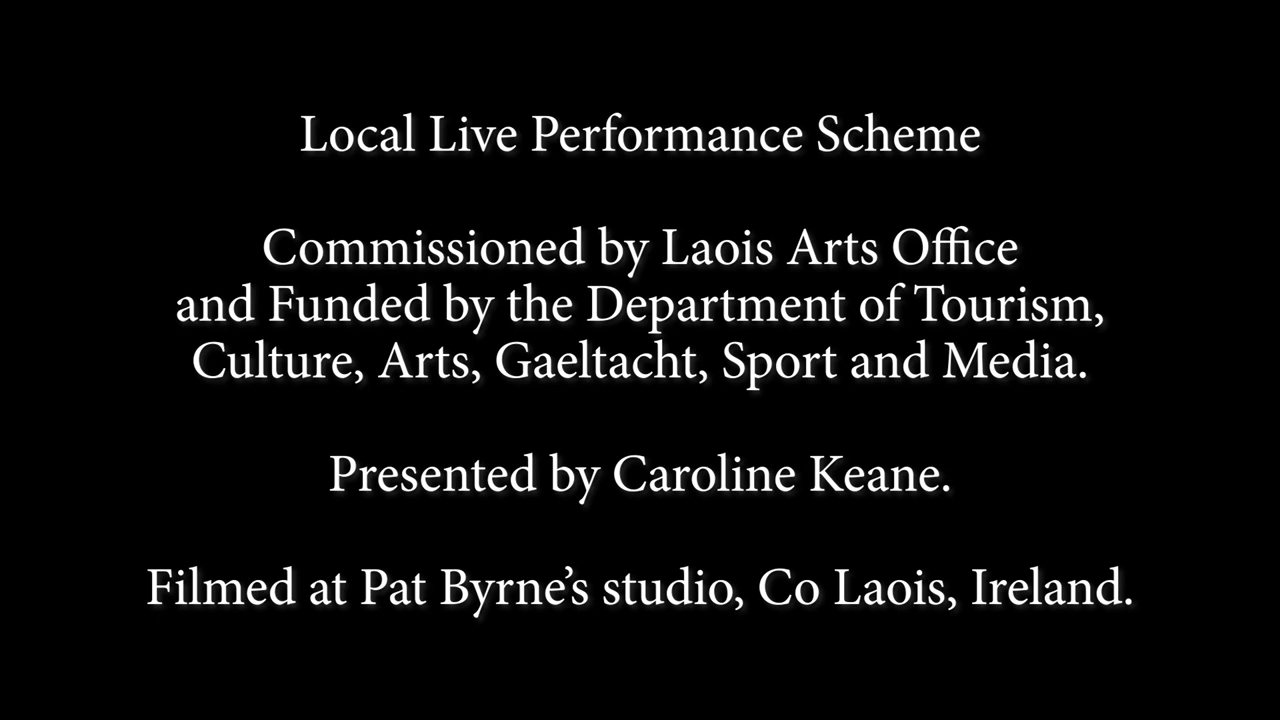 Local Live Performance Scheme
Commissioned by Laois Arts Office
and Funded by the Department of Tourism,
Culture, Arts, Gaeltacht, Sport and Media.
Presented by Caroline Keane.
Filmed at Pat Byrne’s studio, Co Laois, Ireland.